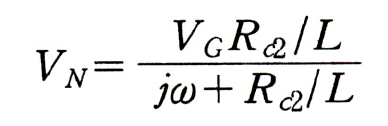 V_N = \frac{V_G R_{c2}/L}{j\omega + R_{c2}/L}